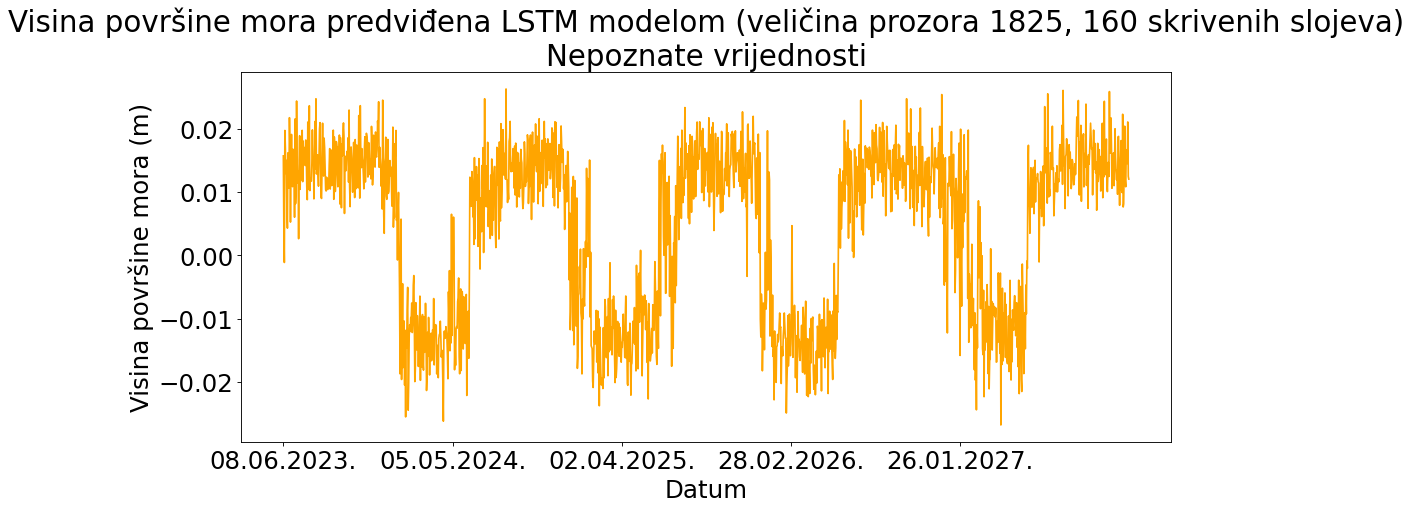 Visina površine mora predviđena LSTM modelom (veličina prozora 1825, 160 skrivenih slojeva)
Nepoznate vrijednosti
Visina površine mora (m)
0.02
0.01
0.00
−0.01
−0.02
08.06.2023. 05.05.2024. 02.04.2025. 28.02.2026. 26.01.2027.
Datum